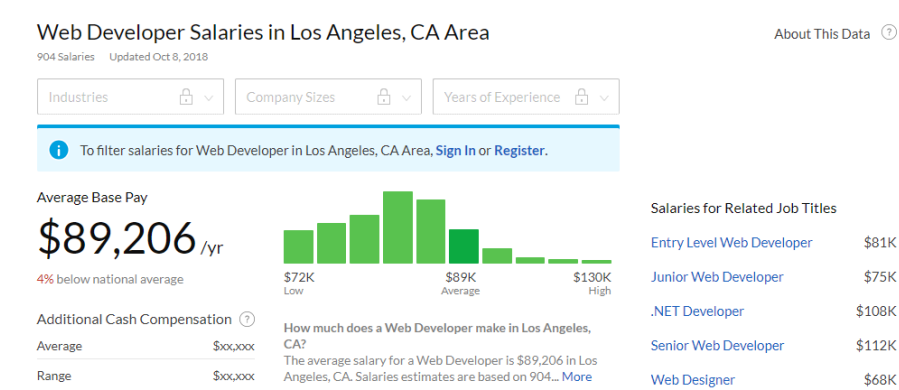 Web Developer Salaries in Los Angeles, CA Area
About This Data ?
904 Salaries Updated Oct 8, 2018
Industries
Company Sizes
Years of Experience
i To filter salaries for Web Developer in Los Angeles, CA Area, Sign In or Register.
Average Base Pay
$89,206 /yr
4% below national average
Additional Cash Compensation ?
Average $xx,xxx
Range $xx,xxx
$72K $89K $130K
Low Average High
How much does a Web Developer make in Los Angeles,
CA?
The average salary for a Web Developer is $89,206 in Los
Angeles, CA. Salaries estimates are based on 904... More
Salaries for Related Job Titles
Entry Level Web Developer $81K
Junior Web Developer $75K
.NET Developer $108K
Senior Web Developer $112K
Web Designer $68K